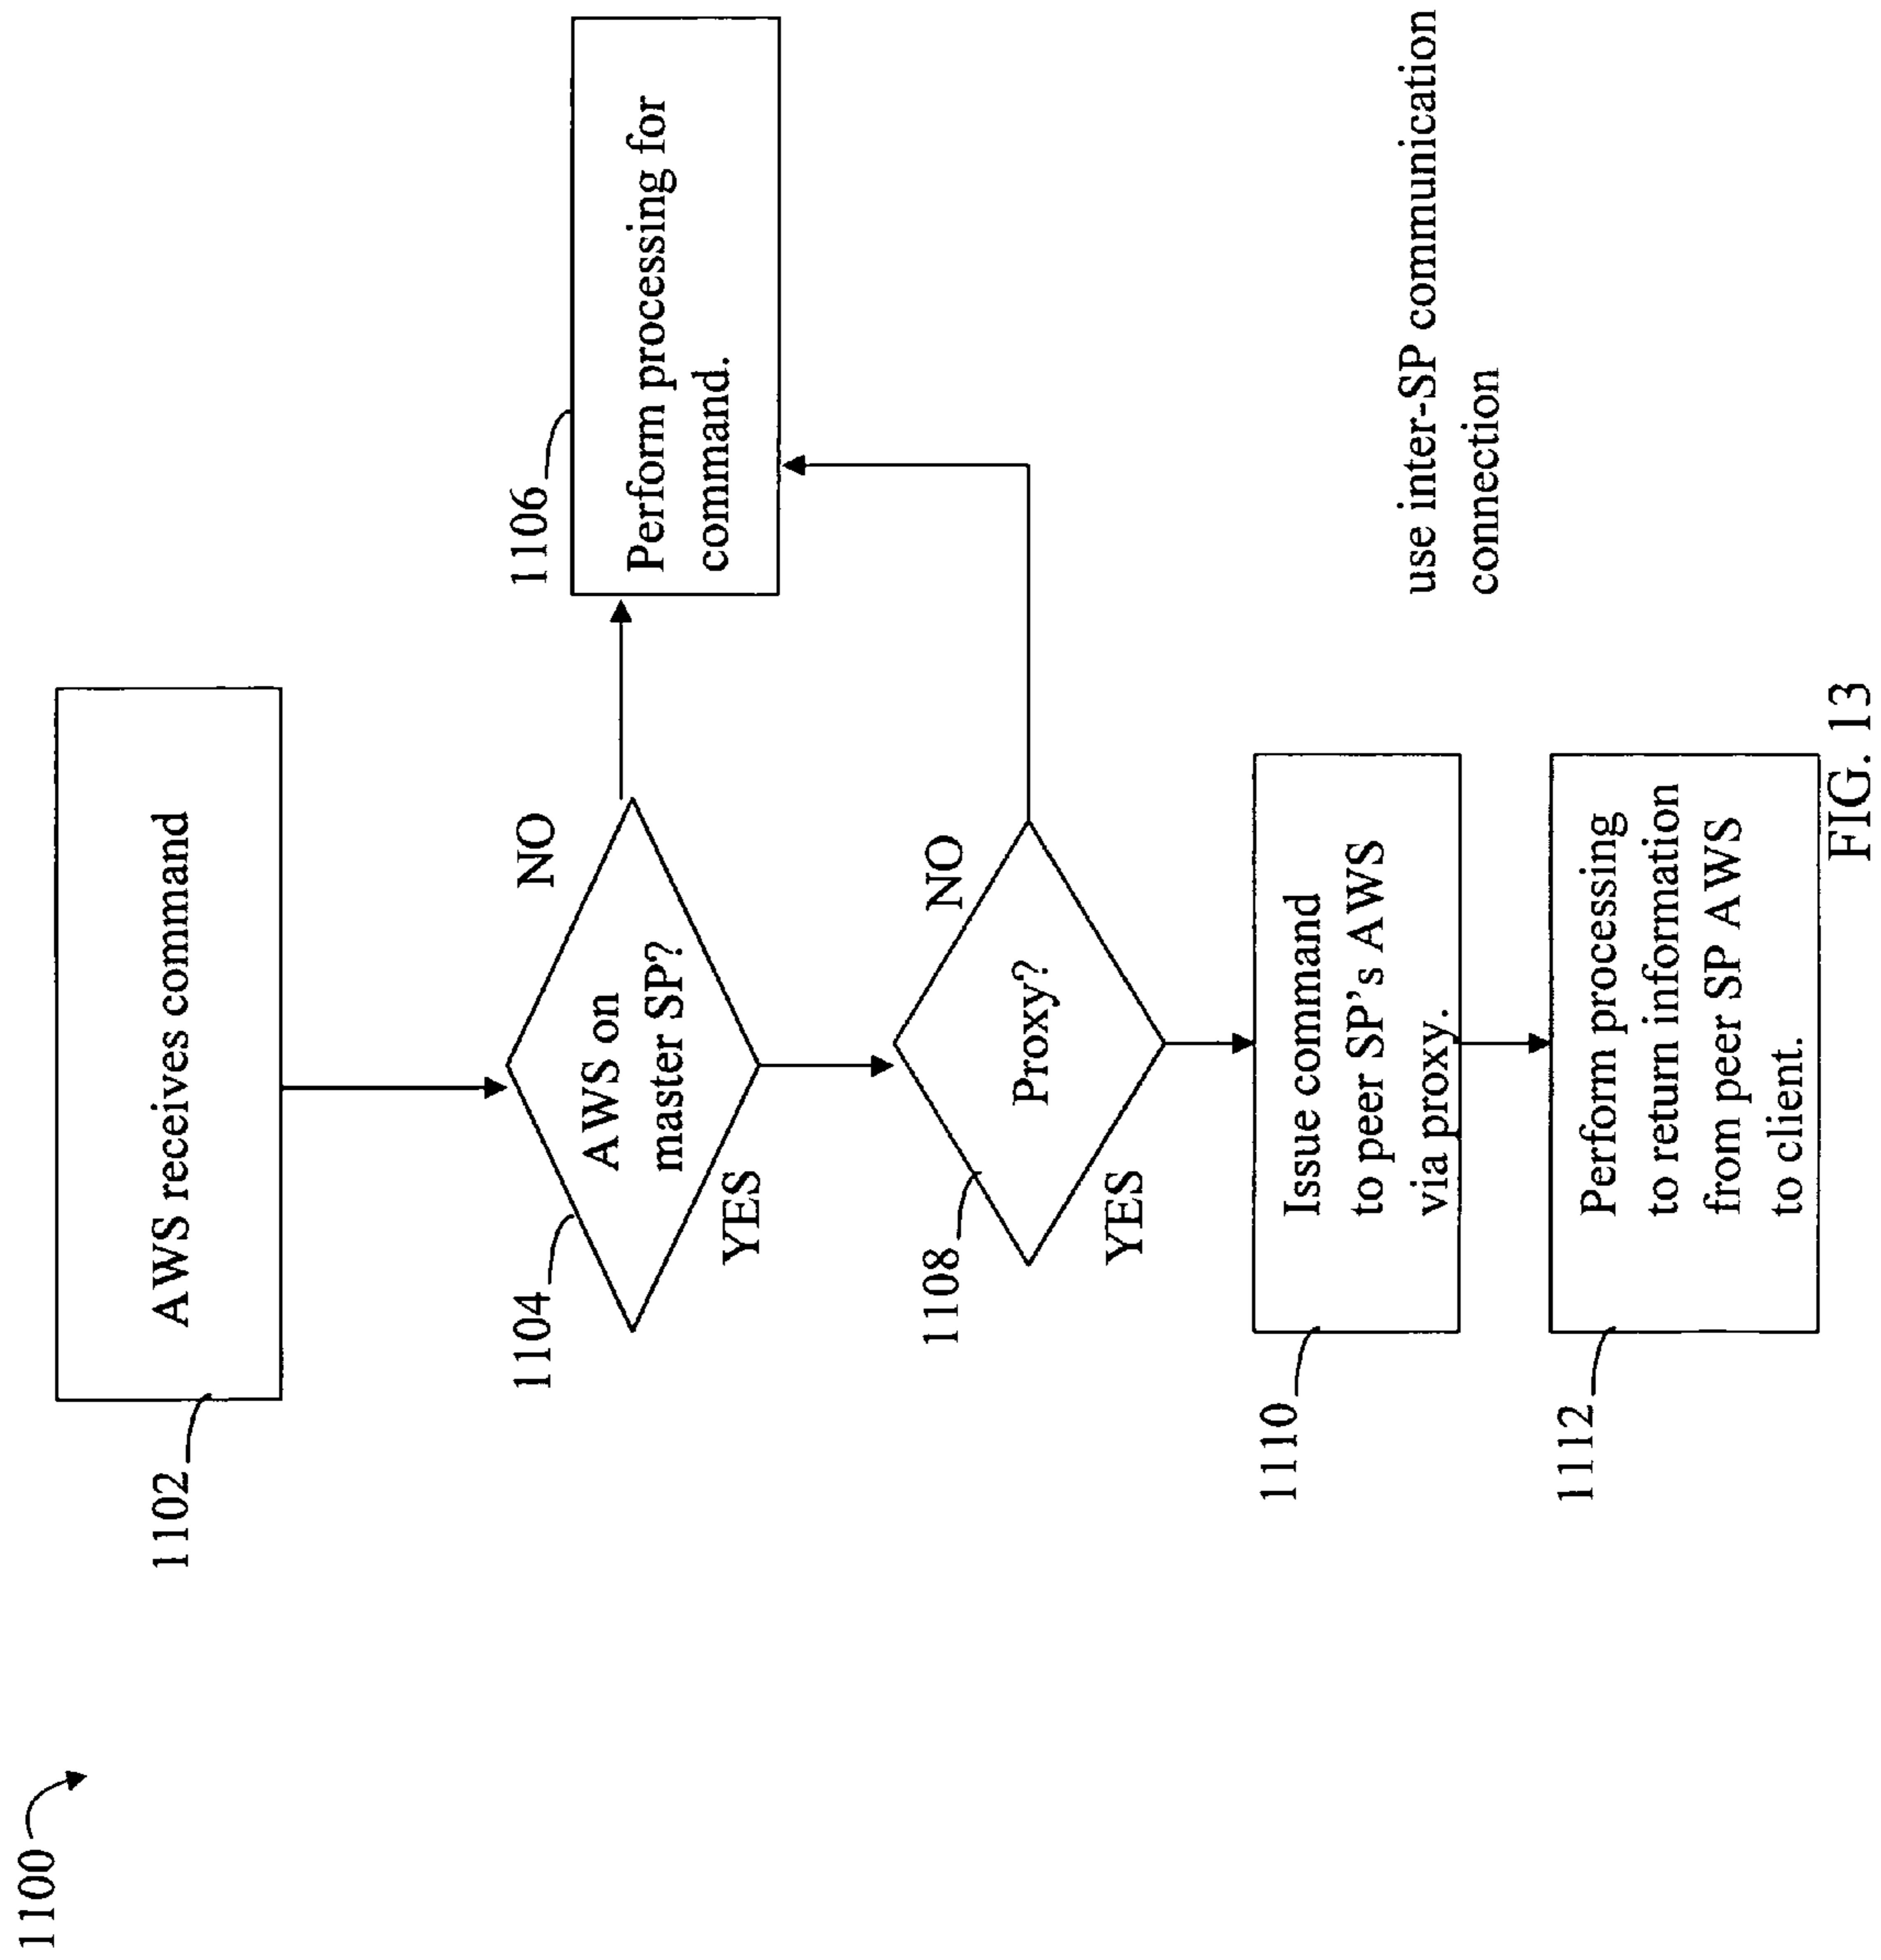 1100
1102
AWS receives command
1104
AWS on
master SP?
NO
YES
1106
Perform processing for
command.
1108
Proxy?
NO
YES
1110
Issue command
to peer SP's AWS
via proxy.
use inter-SP communication
connection
1112
Perform processing
to return information
from peer SP AWS
to client.
FIG. 13